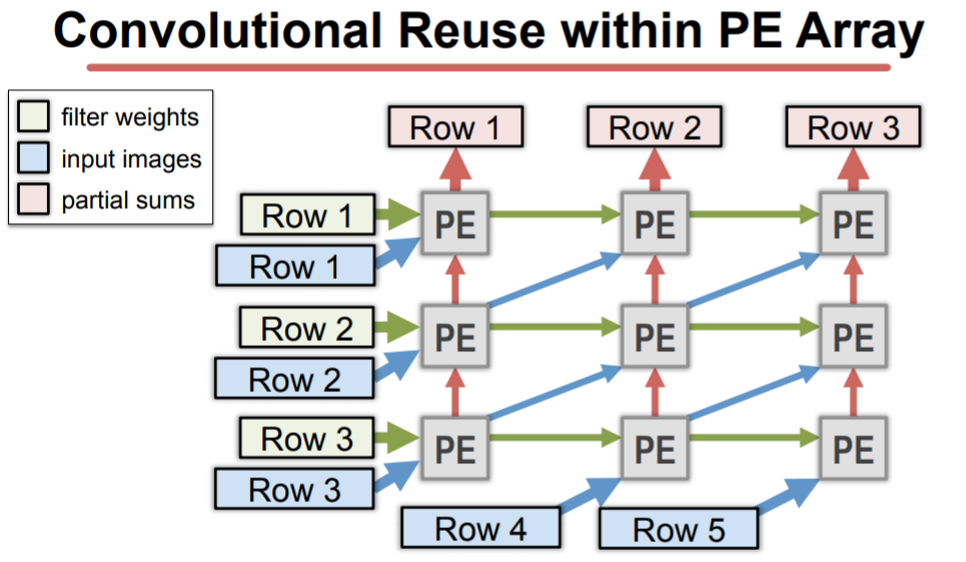 Convolutional Reuse within PE Array
filter weights
input images
partial sums
Row 1
Row 2
Row 3
Row 1
PE
PE
PE
Row 1
Row 2
PE
PE
PE
Row 2
Row 3
PE
PE
PE
Row 3
Row 4
Row 5